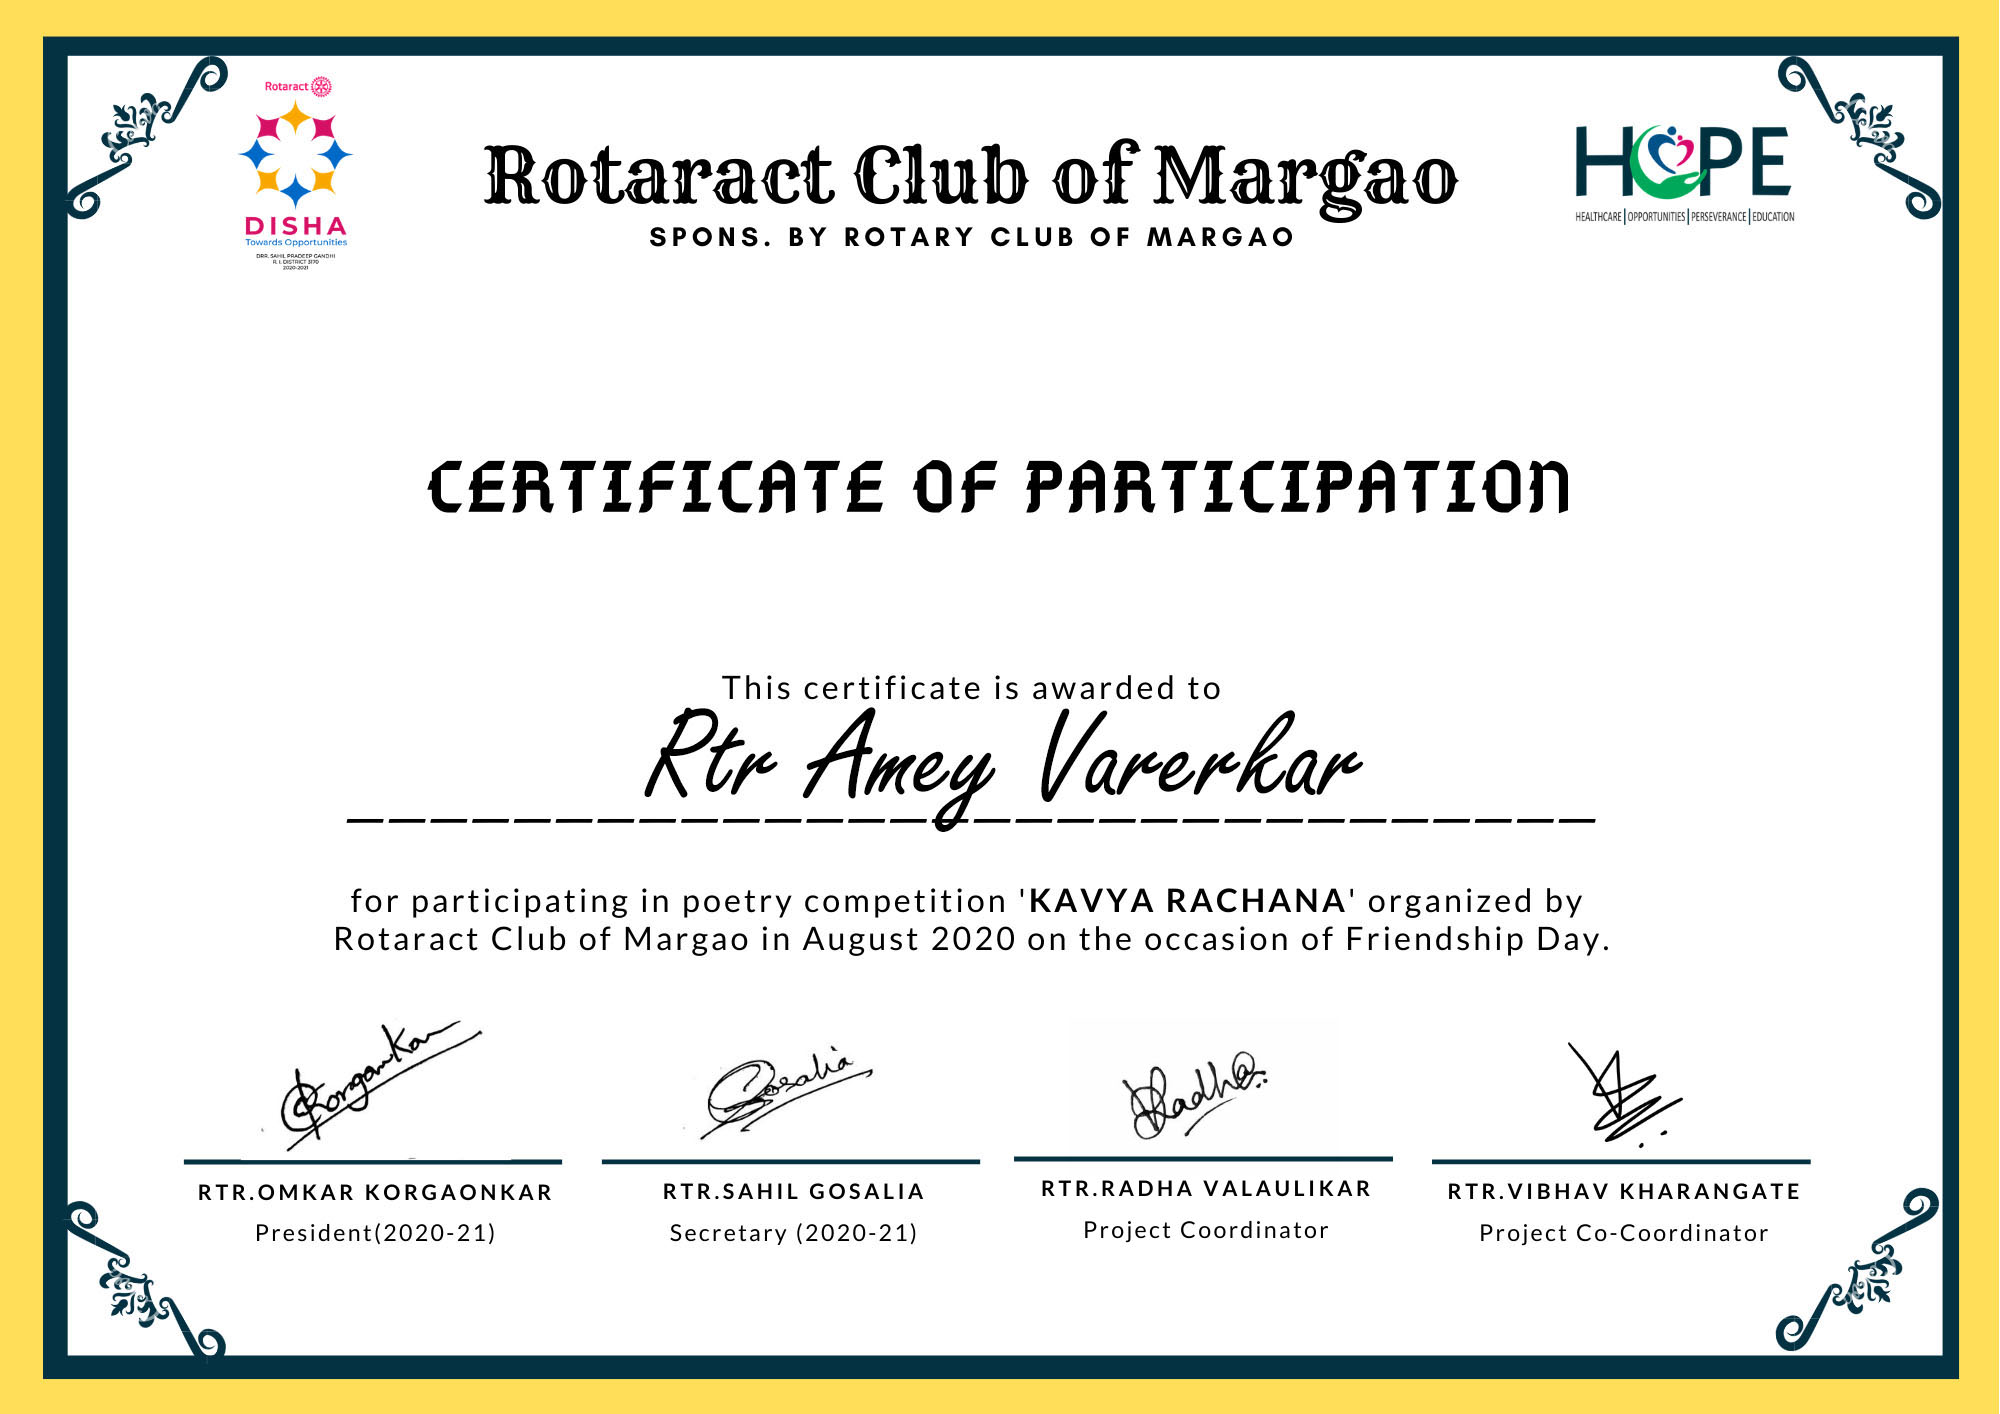 Rotaract
DISHA
Towards Opportunities
DRR. SAHIL PRADEEP GANDHI
R. I. DISTRICT 3170
2020-2021
Rotaract Club of Margao
SPONS. BY ROTARY CLUB OF MARGAO
HOPE
HEALTHCARE | OPPORTUNITIES | PERSEVERANCE | EDUCATION
CERTIFICATE OF PARTICIPATION
This certificate is awarded to
Rtr Amey Varerkar
for participating in poetry competition 'KAVYA RACHANA' organized by
Rotaract Club of Margao in August 2020 on the occasion of Friendship Day.
Korgankar
Gosalia
Radha
RTR.OMKAR KORGAONKAR
President(2020-21)
RTR.SAHIL GOSALIA
Secretary (2020-21)
RTR.RADHA VALAULIKAR
Project Coordinator
RTR.VIBHAV KHARANGATE
Project Co-Coordinator